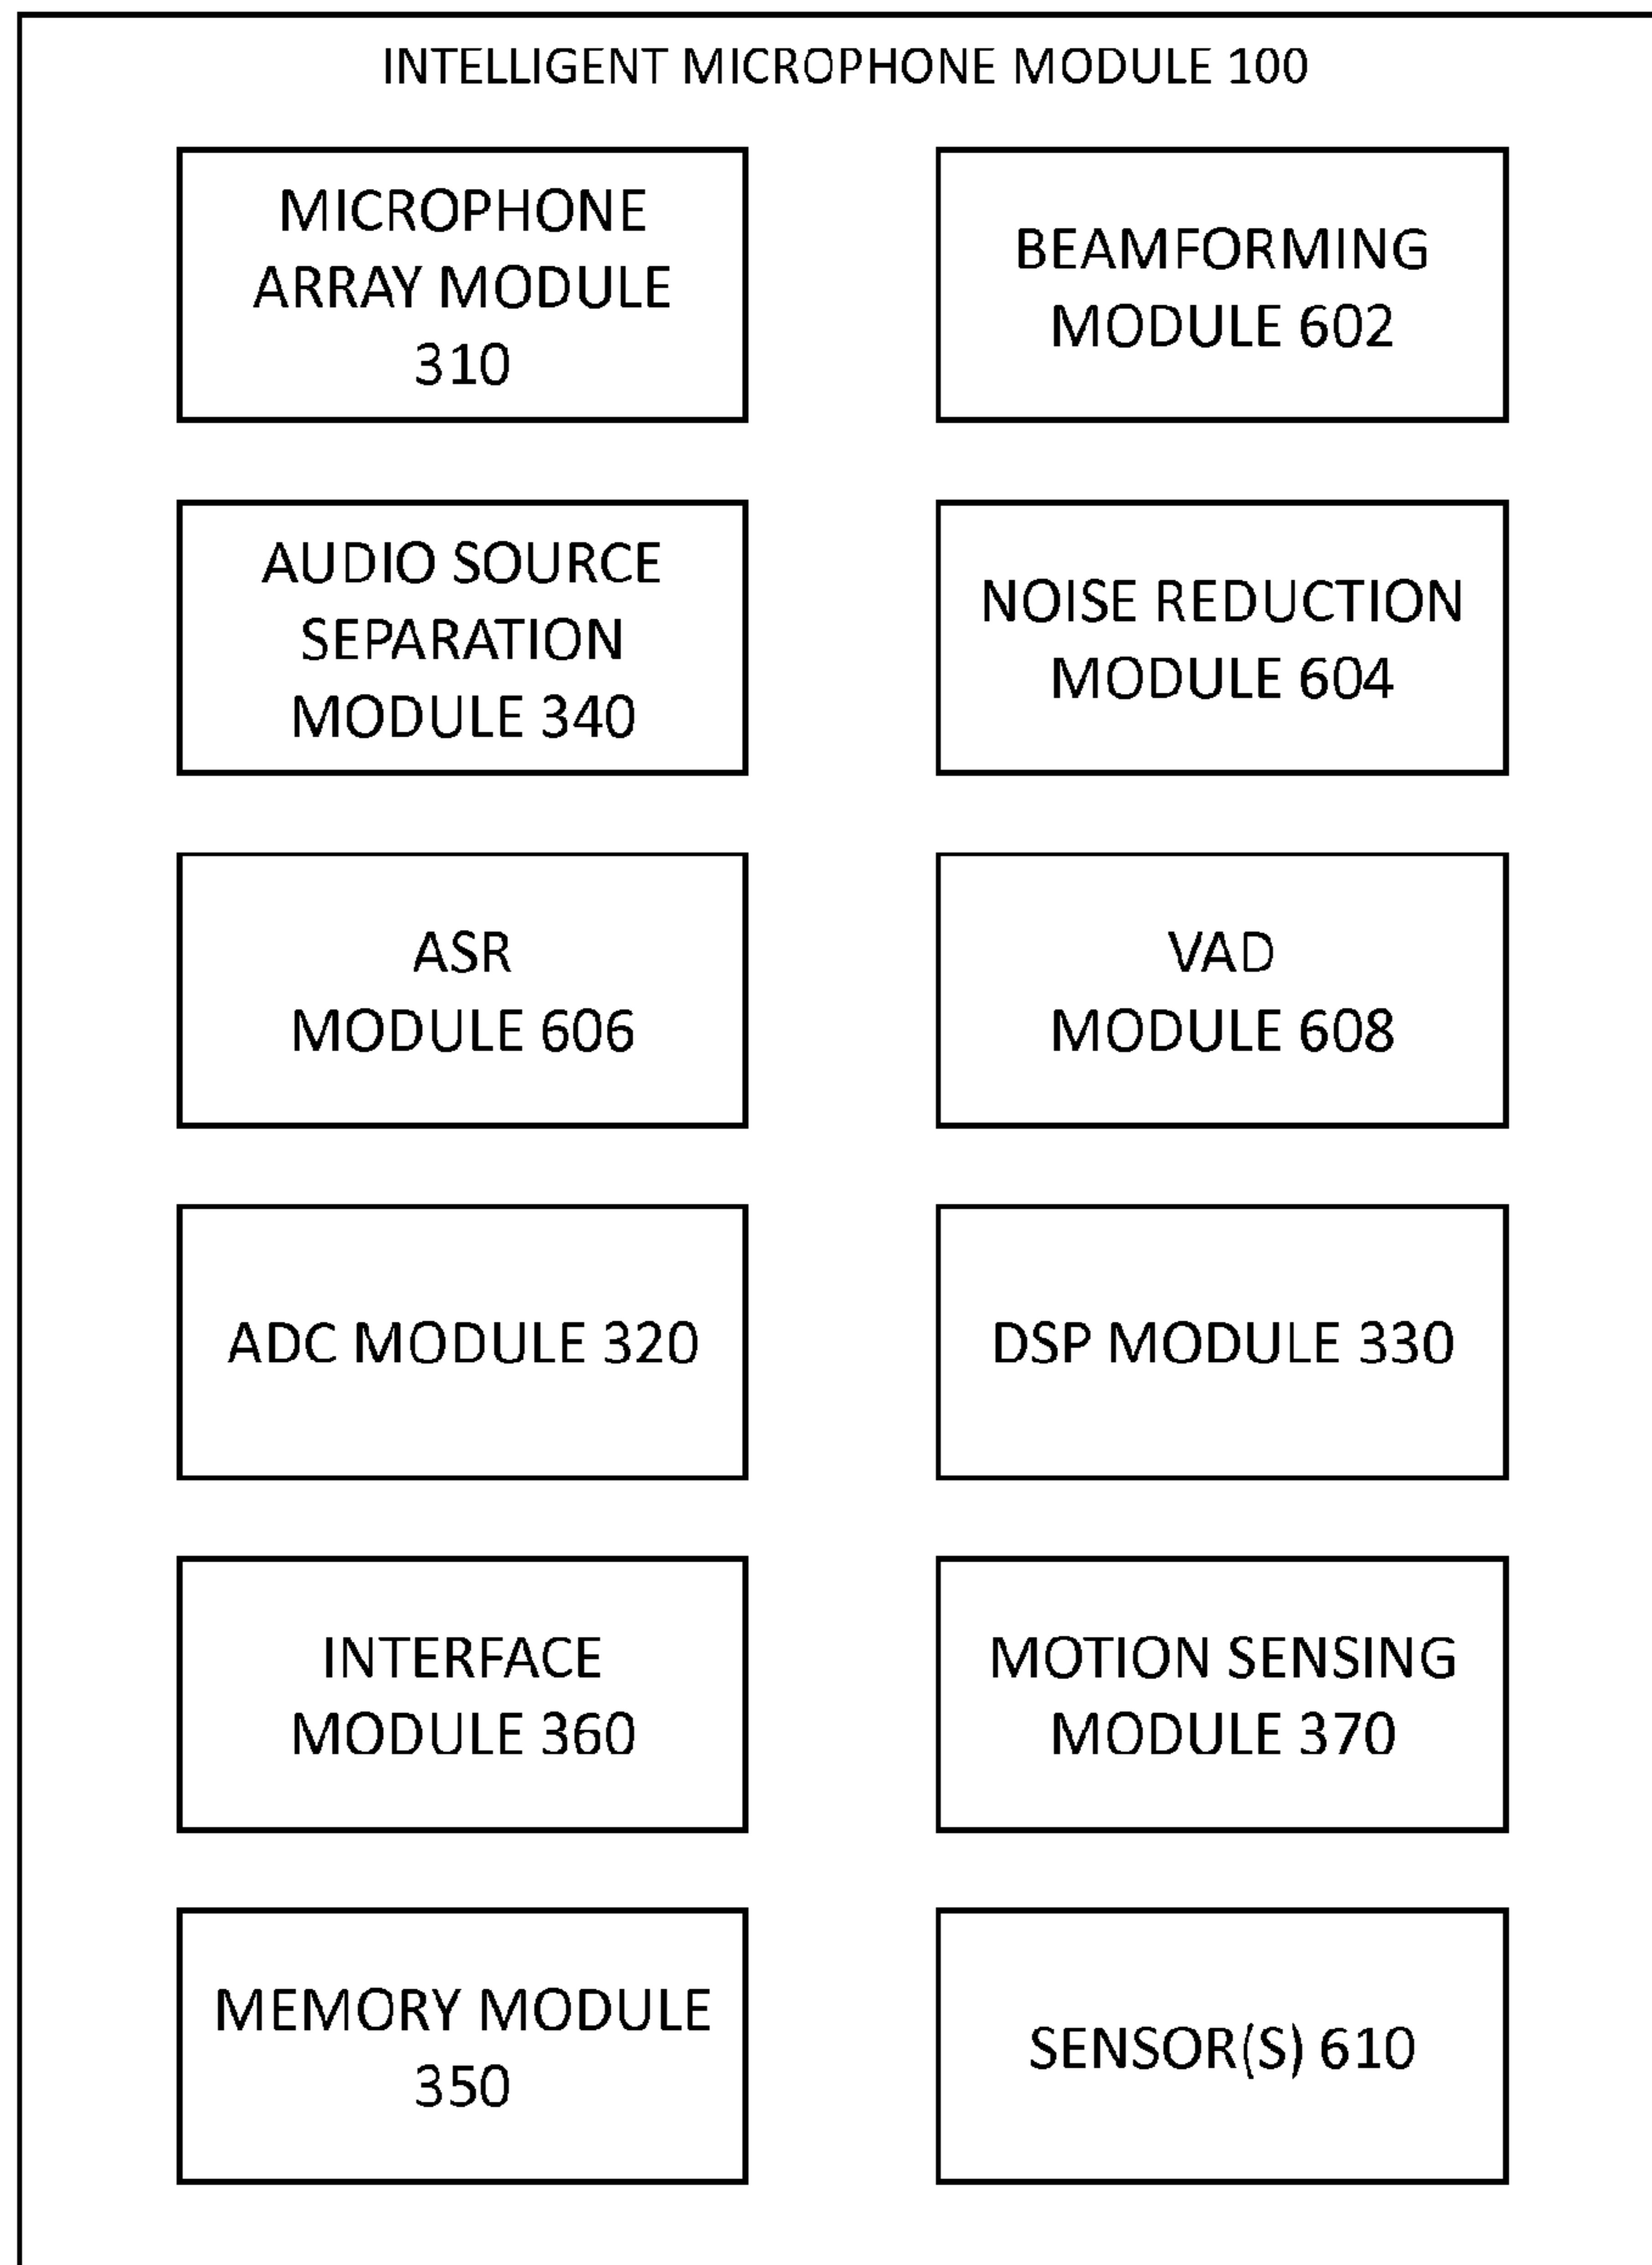 INTELLIGENT MICROPHONE MODULE 100
MICROPHONE
ARRAY MODULE
310
BEAMFORMING
MODULE 602
AUDIO SOURCE
SEPARATION
MODULE 340
NOISE REDUCTION
MODULE 604
ASR
MODULE 606
VAD
MODULE 608
ADC MODULE 320
DSP MODULE 330
INTERFACE
MODULE 360
MOTION SENSING
MODULE 370
MEMORY MODULE
350
SENSOR(S) 610